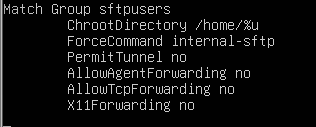 Match Group sftpusers
        ChrootDirectory /home/%u
        ForceCommand internal-sftp
        PermitTunnel no
        AllowAgentForwarding no
        AllowTcpForwarding no
        X11Forwarding no